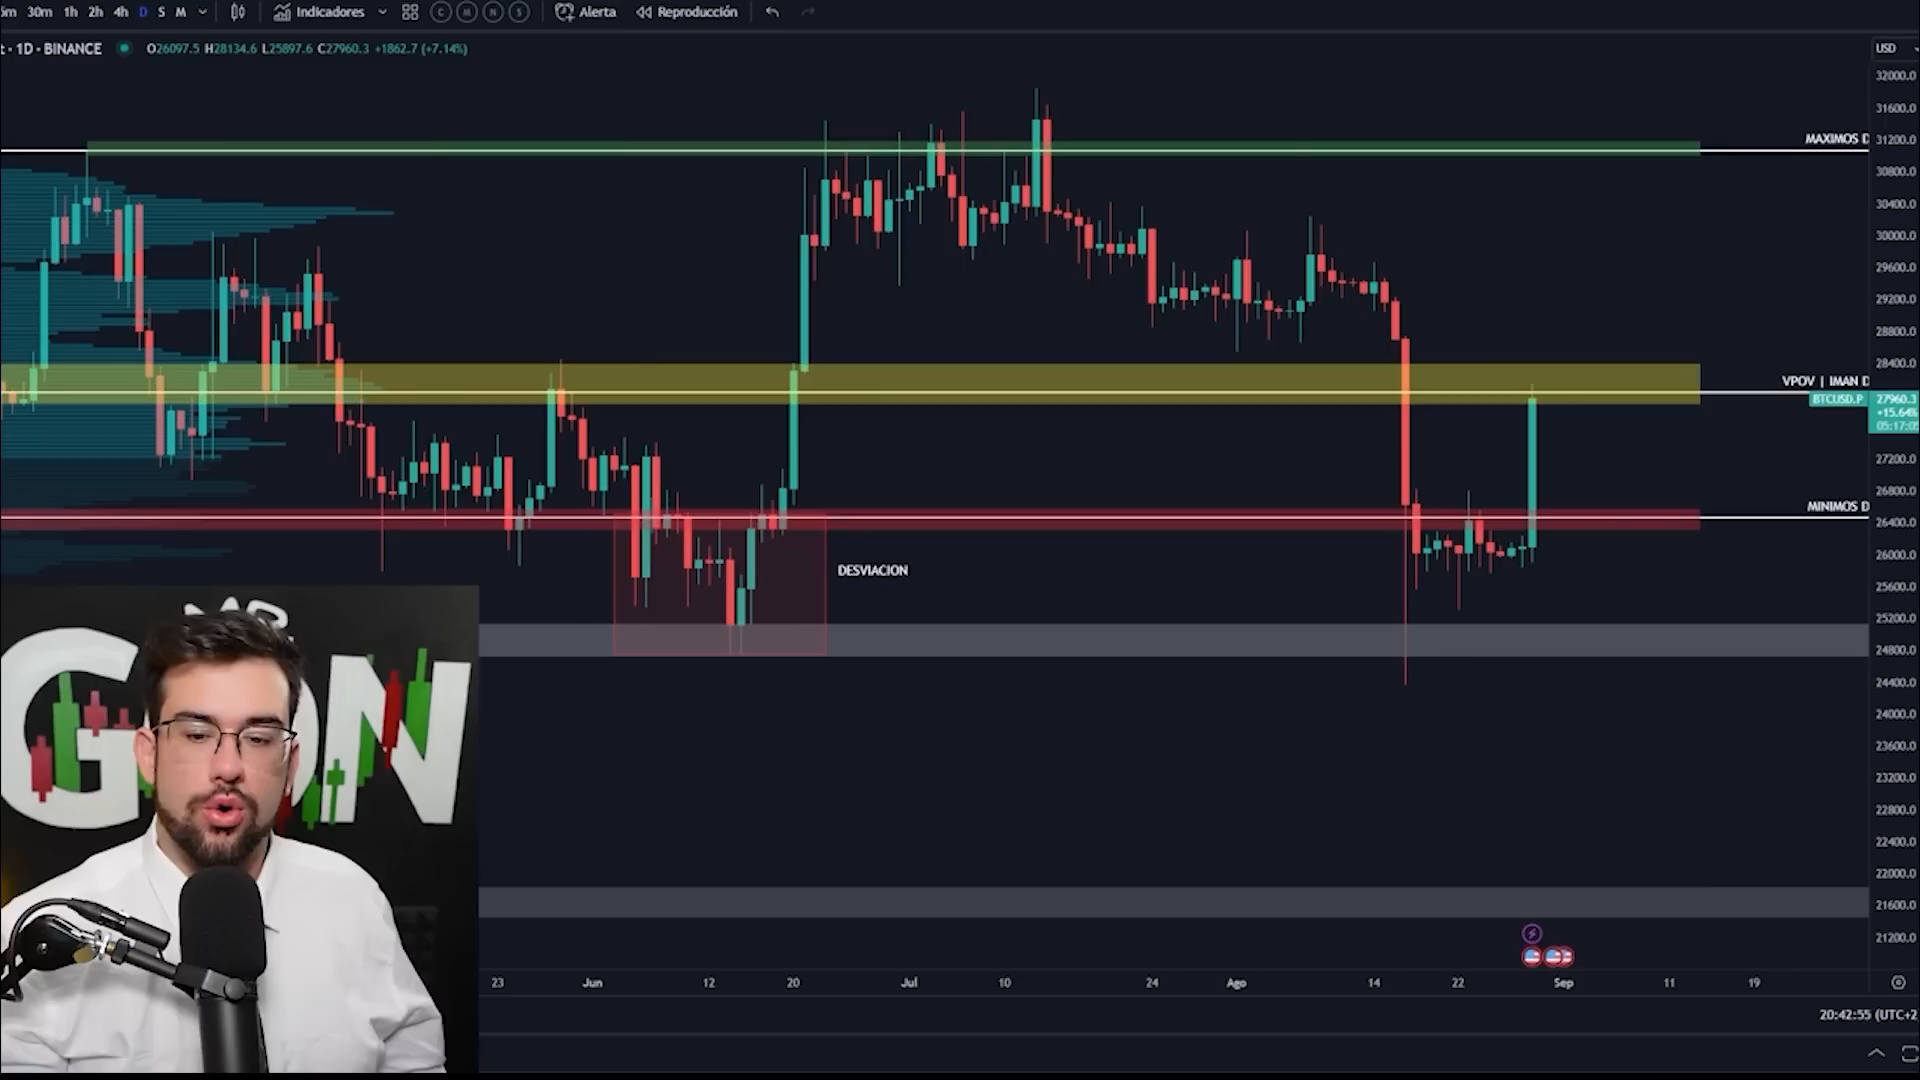 5m 30m 1h 2h 4h D S M Indicadores C M N S Alerta Reproducción
t · 1D · BINANCE O26097.5 H28134.6 L25897.6 C27960.3 +1862.7 (+7.14%)
USD
32000.0
31600.0
MAXIMOS D
31200.0
30800.0
30400.0
30000.0
29600.0
29200.0
28800.0
28400.0
VPOV | IMAN D
BTCUSD.P 27960.3
+15.64%
05:17:05
27200.0
26800.0
MINIMOS D
26400.0
26000.0
DESVIACION
25600.0
25200.0
24800.0
24400.0
24000.0
23600.0
23200.0
22800.0
22400.0
22000.0
21600.0
21200.0
MR
GON
23 Jun 12 20 Jul 10 24 Ago 14 22 Sep 11 19
20:42:55 (UTC+2